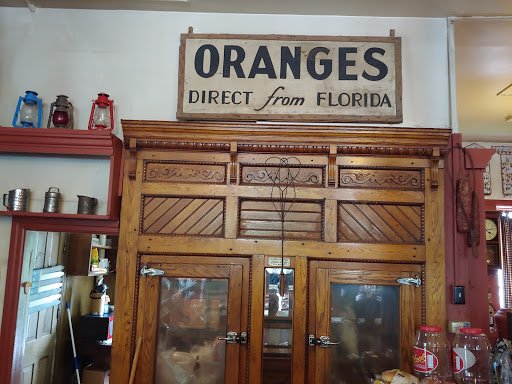 ORANGES
DIRECT from FLORIDA